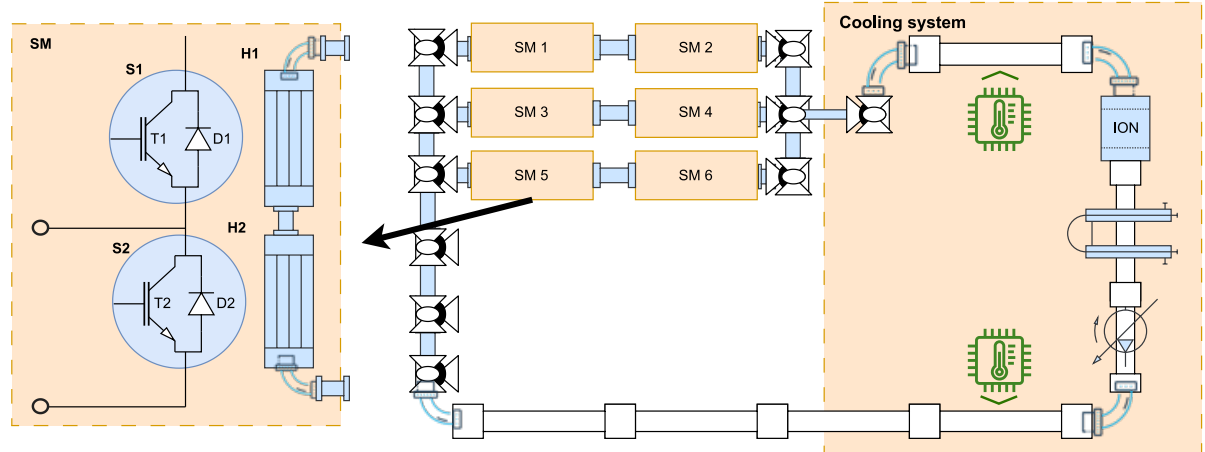 SM
S1
H1
T1
D1
S2
H2
T2
D2
SM 1
SM 2
SM 3
SM 4
SM 5
SM 6
Cooling system
ION